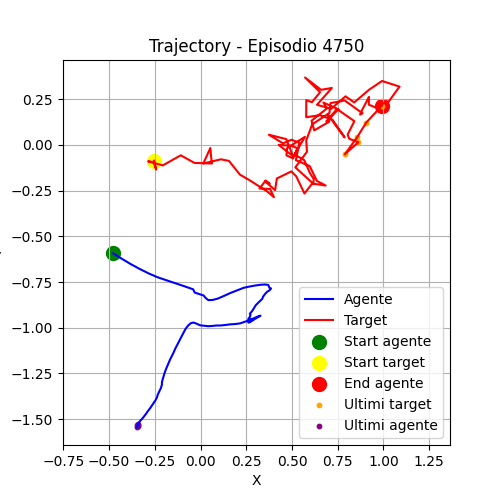 Trajectory - Episodio 4750
0.25
0.00
−0.25
−0.50
−0.75
−1.00
−1.25
−1.50
Agente
Target
Start agente
Start target
End agente
Ultimi target
Ultimi agente
−0.75 −0.50 −0.25 0.00 0.25 0.50 0.75 1.00 1.25
X